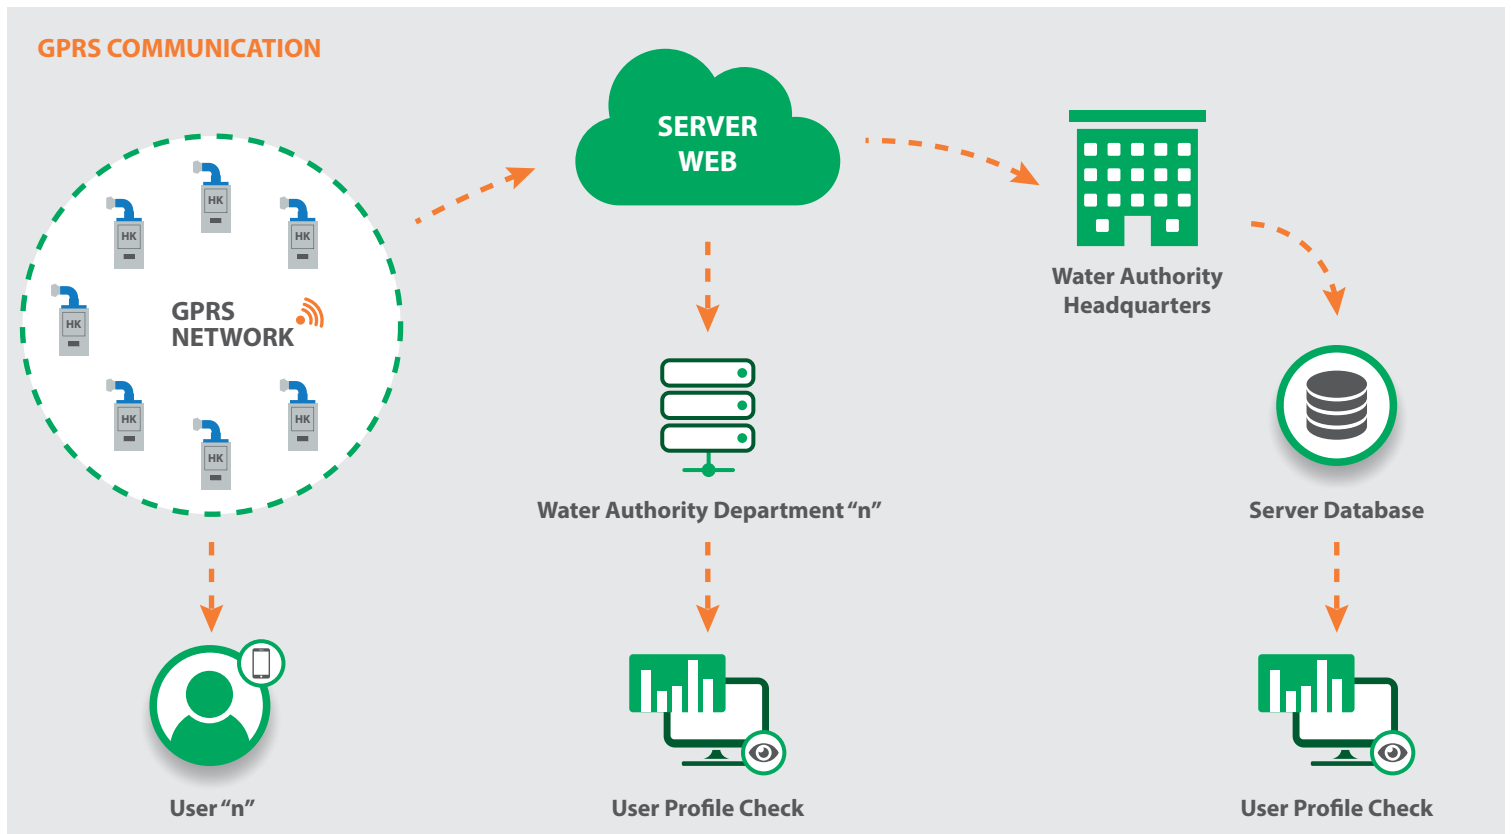 GPRS COMMUNICATION
SERVER
WEB
HK
HK
HK
HK
GPRS
NETWORK
HK
HK
HK
Water Authority
Headquarters
Water Authority Department “n”
Server Database
User “n”
User Profile Check
User Profile Check